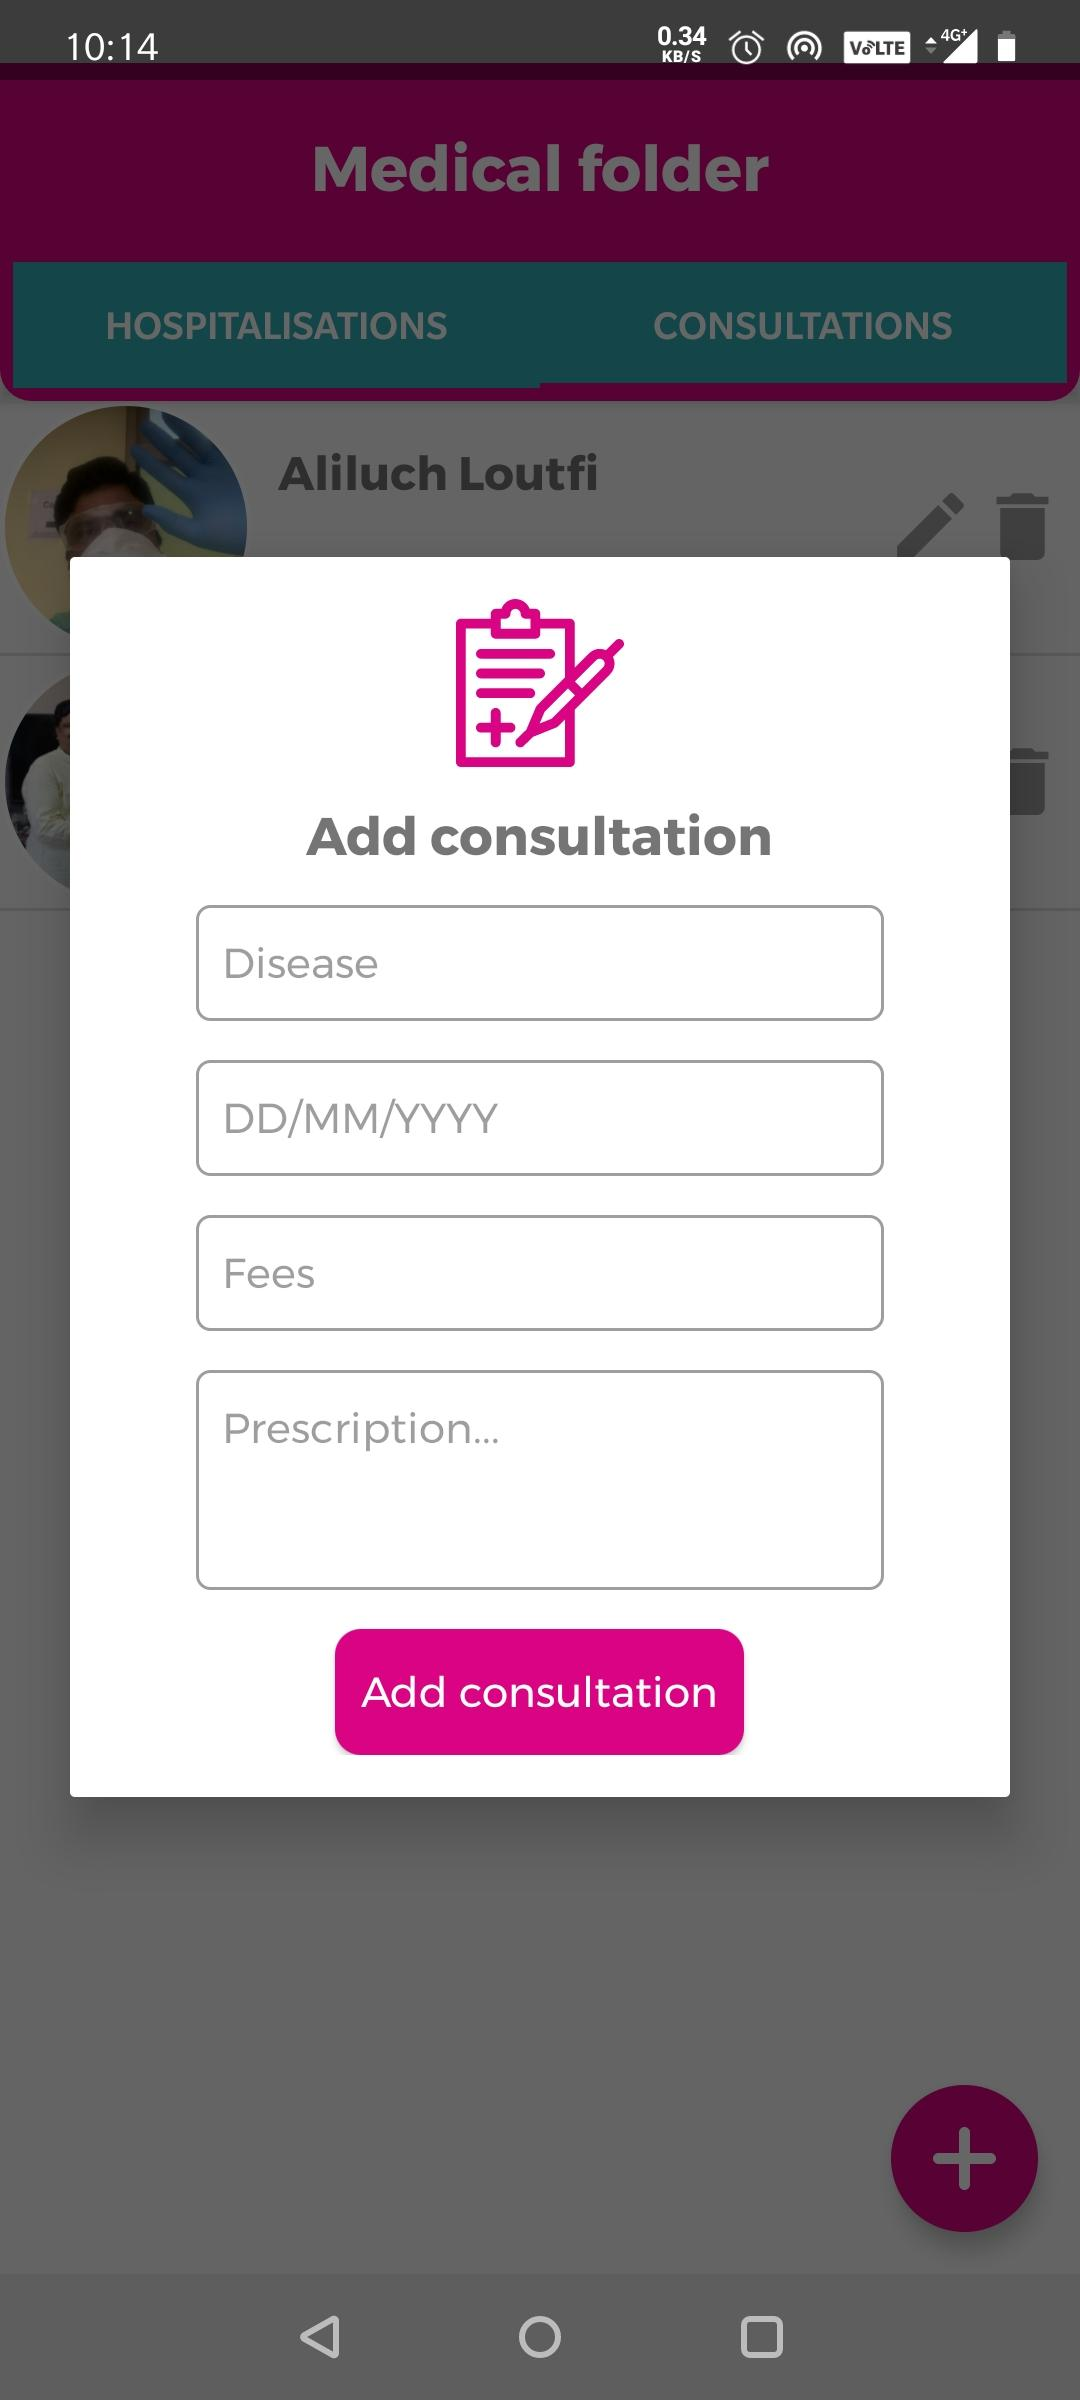 10:14
0.34
KB/S
VoLTE
4G+
Medical folder
HOSPITALISATIONS
CONSULTATIONS
Aliluch Loutfi
Add consultation
Disease
DD/MM/YYYY
Fees
Prescription...
Add consultation